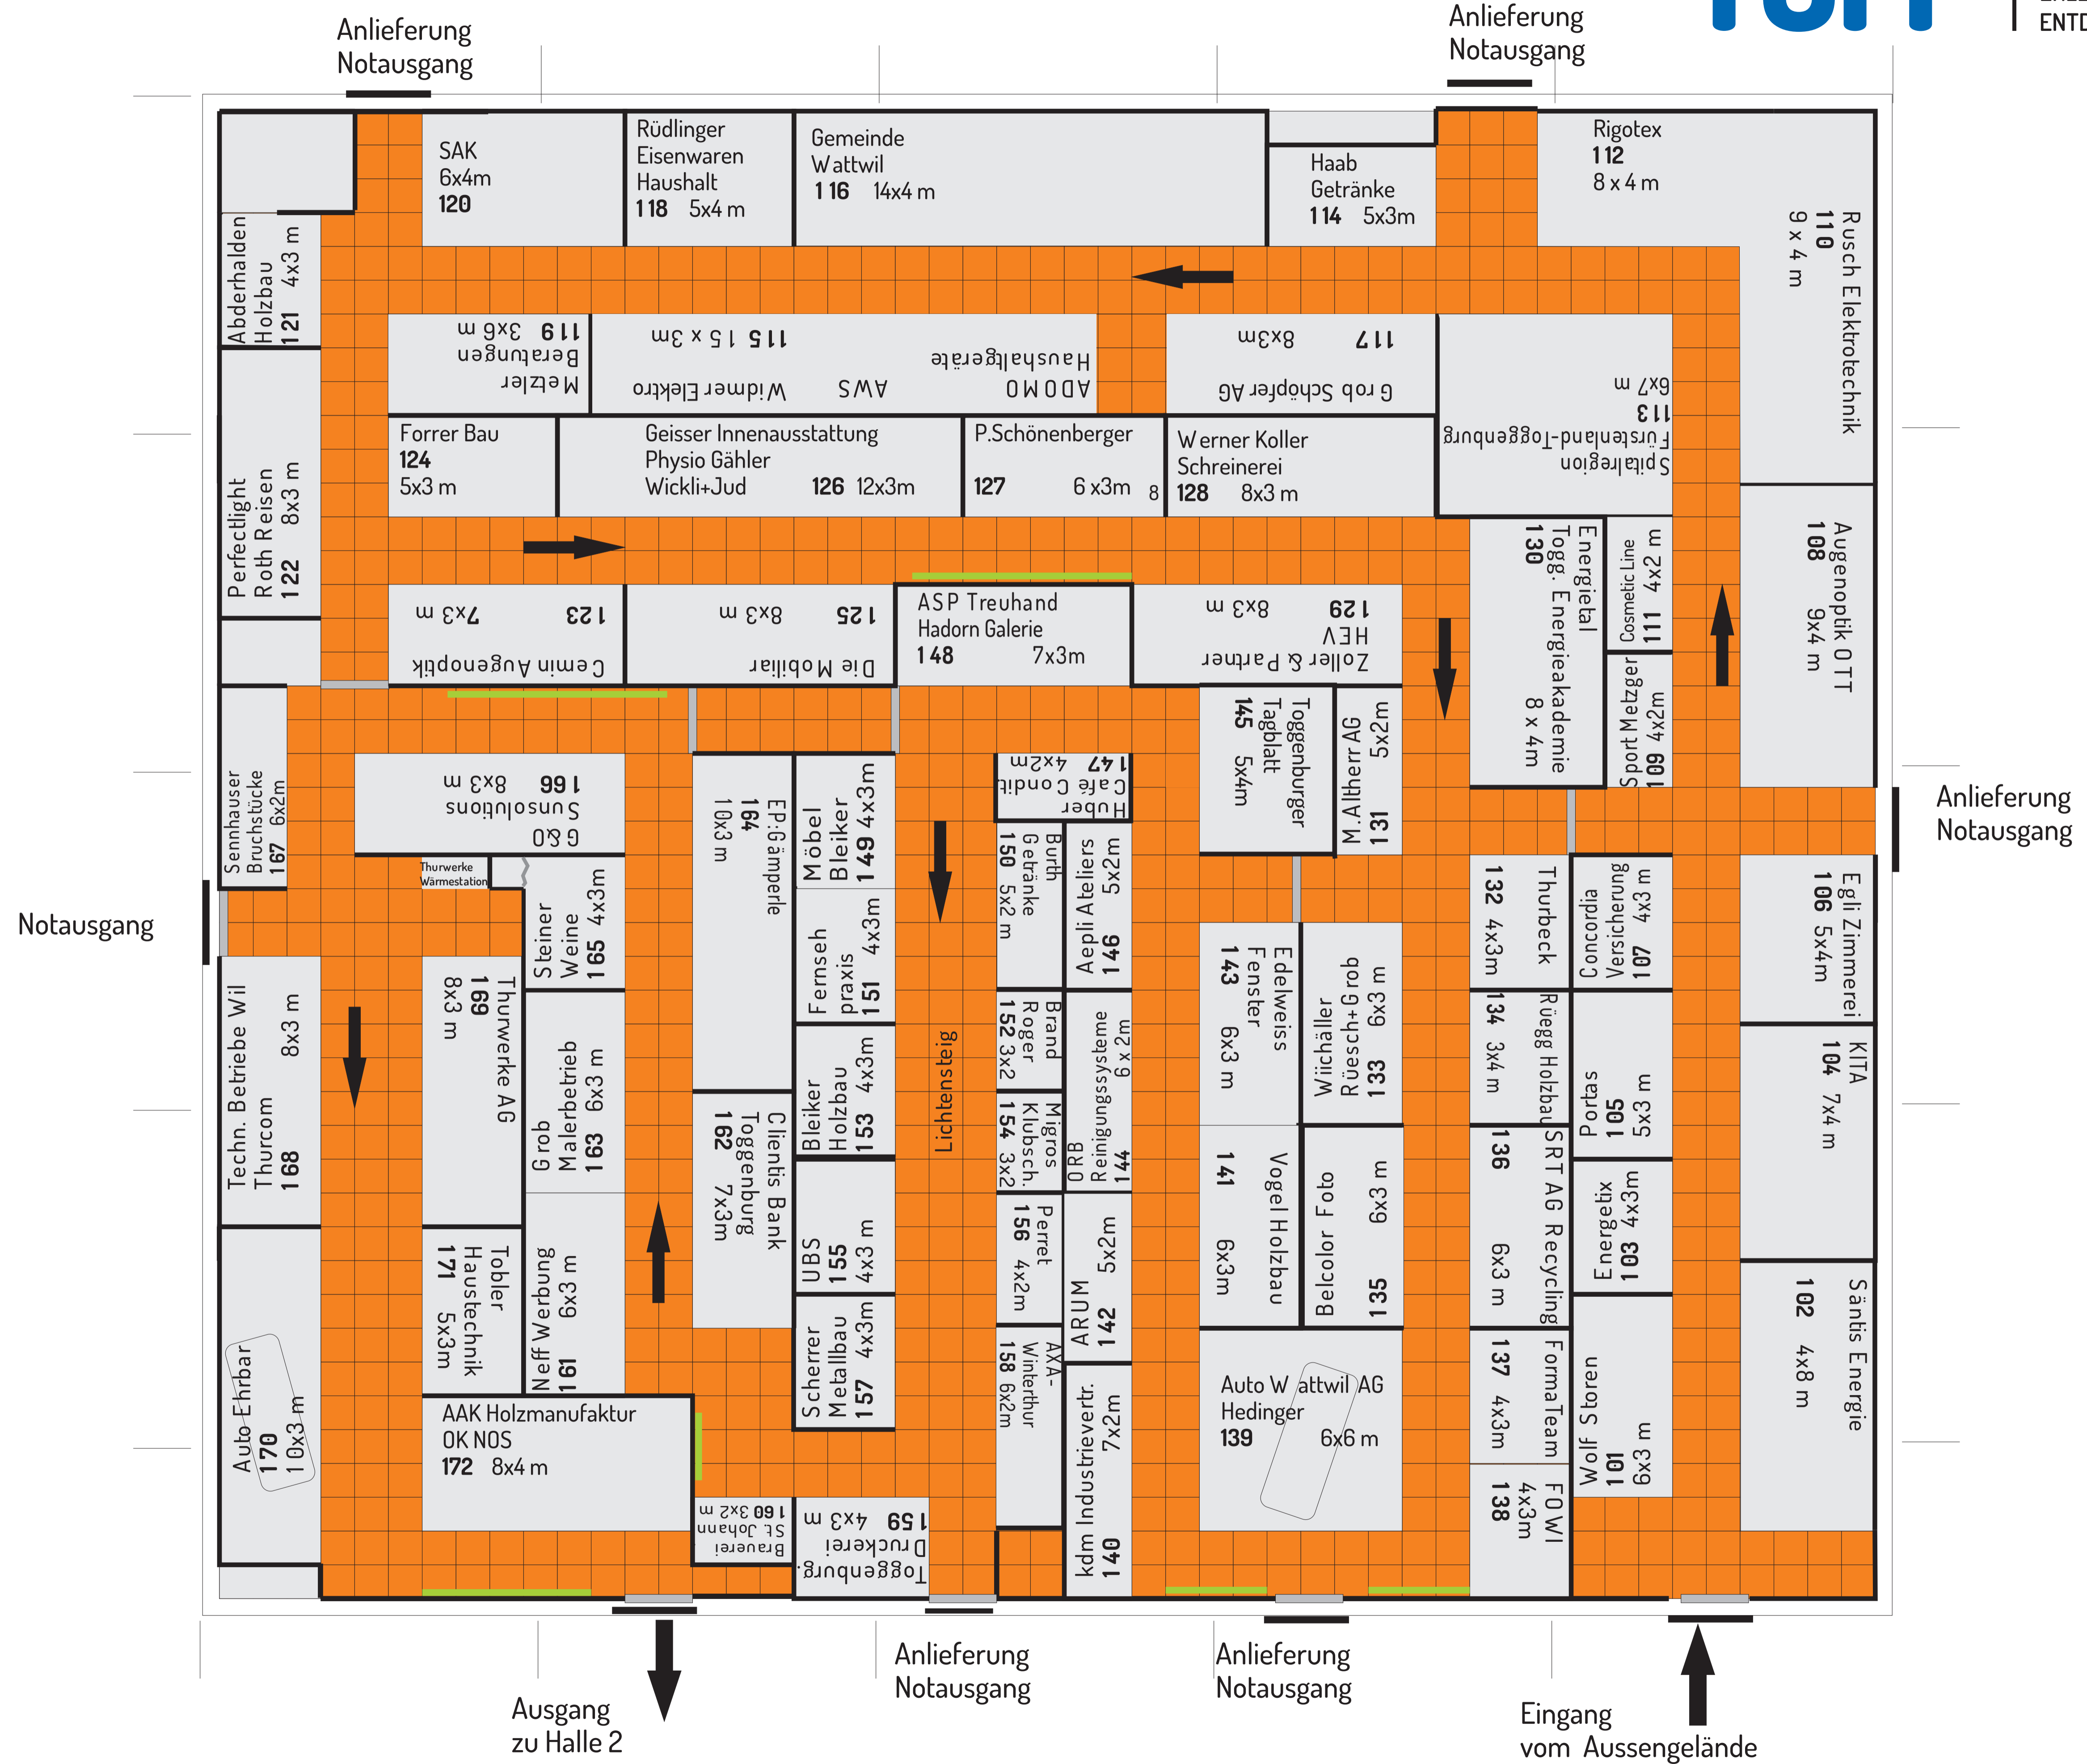 Anlieferung
Notausgang
Anlieferung
Notausgang
ENTD
SAK
6x4m
120
Rüdlinger
Eisenwaren
Haushalt
118 5x4 m
Gemeinde
Wattwil
116 14x4 m
Haab
Getränke
114 5x3m
Rigotex
112
8 x 4 m
Rusch Elektrotechnik
110
9 x 4 m
Abderhalden
Holzbau
121 4x3 m
Metzler
Beratungen
119 3x6 m
ADOMO AWS Widmer Elektro
Haushaltgeräte
115 15 x 3m
Grob Schöpfer AG
117 8x3m
Spitalregion
Fürstenland-Toggenburg
113
6x7 m
Perfectlight
Roth Reisen
122 8x3 m
Forrer Bau
124
5x3 m
Geisser Innenausstattung
Physio Gähler
Wickli+Jud 126 12x3m
P.Schönenberger
127 6x3m 8
Werner Koller
Schreinerei
128 8x3 m
Energietal
Togg. Energieakademie
130 8 x 4m
Cosmetic Line
111 4x2 m
Augenoptik OTT
108 9x4 m
Cemin Augenoptik
123 7x3 m
Die Mobiliar
125 8x3 m
ASP Treuhand
Hadorn Galerie
148 7x3m
Zoller & Partner
HEV
129 8x3 m
Sport Metzger
109 4x2m
Sennhauser
Bruchstücke
167 6x2m
G&O
Sunsolutions
166 8x3 m
EP:Gämperle
164
10x3 m
Möbel
Bleiker
149 4x3m
Huber
Café Condit.
147 4x2m
Toggenburger
Tagblatt
145 5x4m
M.Altherr AG
131 5x2m
Anlieferung
Notausgang
Thurwerke
Wärmestation
Steiner
Weine
165 4x3m
Fernseh
praxis
151 4x3m
Burth
Getränke
150 5x2 m
Aepli Ateliers
146 5x2m
Edelweiss
Fenster
143 6x3 m
Wiichäller
Rüesch+Grob
133 6x3 m
Thurbeck
132 4x3m
Concordia
Versicherung
107 4x3 m
Egli Zimmerei
106 5x4m
Notausgang
Techn. Betriebe Wil
Thurcom
168 8x3 m
Thurwerke AG
169
8x3 m
Grob
Malerbetrieb
163 6x3 m
Clientis Bank
Toggenburg
162 7x3m
Bleiker
Holzbau
153 4x3m
Lichtensteig
Brand
Roger
152 3x2
Migros
Klubsch.
154 3x2
ORB
Reinigungssysteme
144 6 x 2m
Rüegg Holzbau
134 3x4 m
Portas
105
5x3 m
KITA
104 7x4 m
Tobler
Haustechnik
171 5x3m
Neff Werbung
161 6x3 m
UBS
155
4x3 m
Perret
156 4x2m
ARUM
142 5x2m
Vogel Holzbau
141 6x3m
Belcolor Foto
135 6x3 m
SRT AG Recycling
136 6x3 m
Energetix
103 4x3m
Säntis Energie
102 4x8 m
Auto Ehrbar
170
10x3 m
AAK Holzmanufaktur
OK NOS
172 8x4 m
Scherrer
Metallbau
157 4x3m
AXA-
Winterthur
158 6x2m
kdm Industrievertr.
140 7x2m
Auto Wattwil AG
Hedinger
139 6x6 m
FormaTeam
137 4x3m
Wolf Storen
101
6x3 m
FOWI
4x3m
138
Brauerei
St. Johann
160 3x2 m
Toggenburg.
Druckerei
159 4x3 m
Ausgang
zu Halle 2
Anlieferung
Notausgang
Anlieferung
Notausgang
Eingang
vom Aussengelände